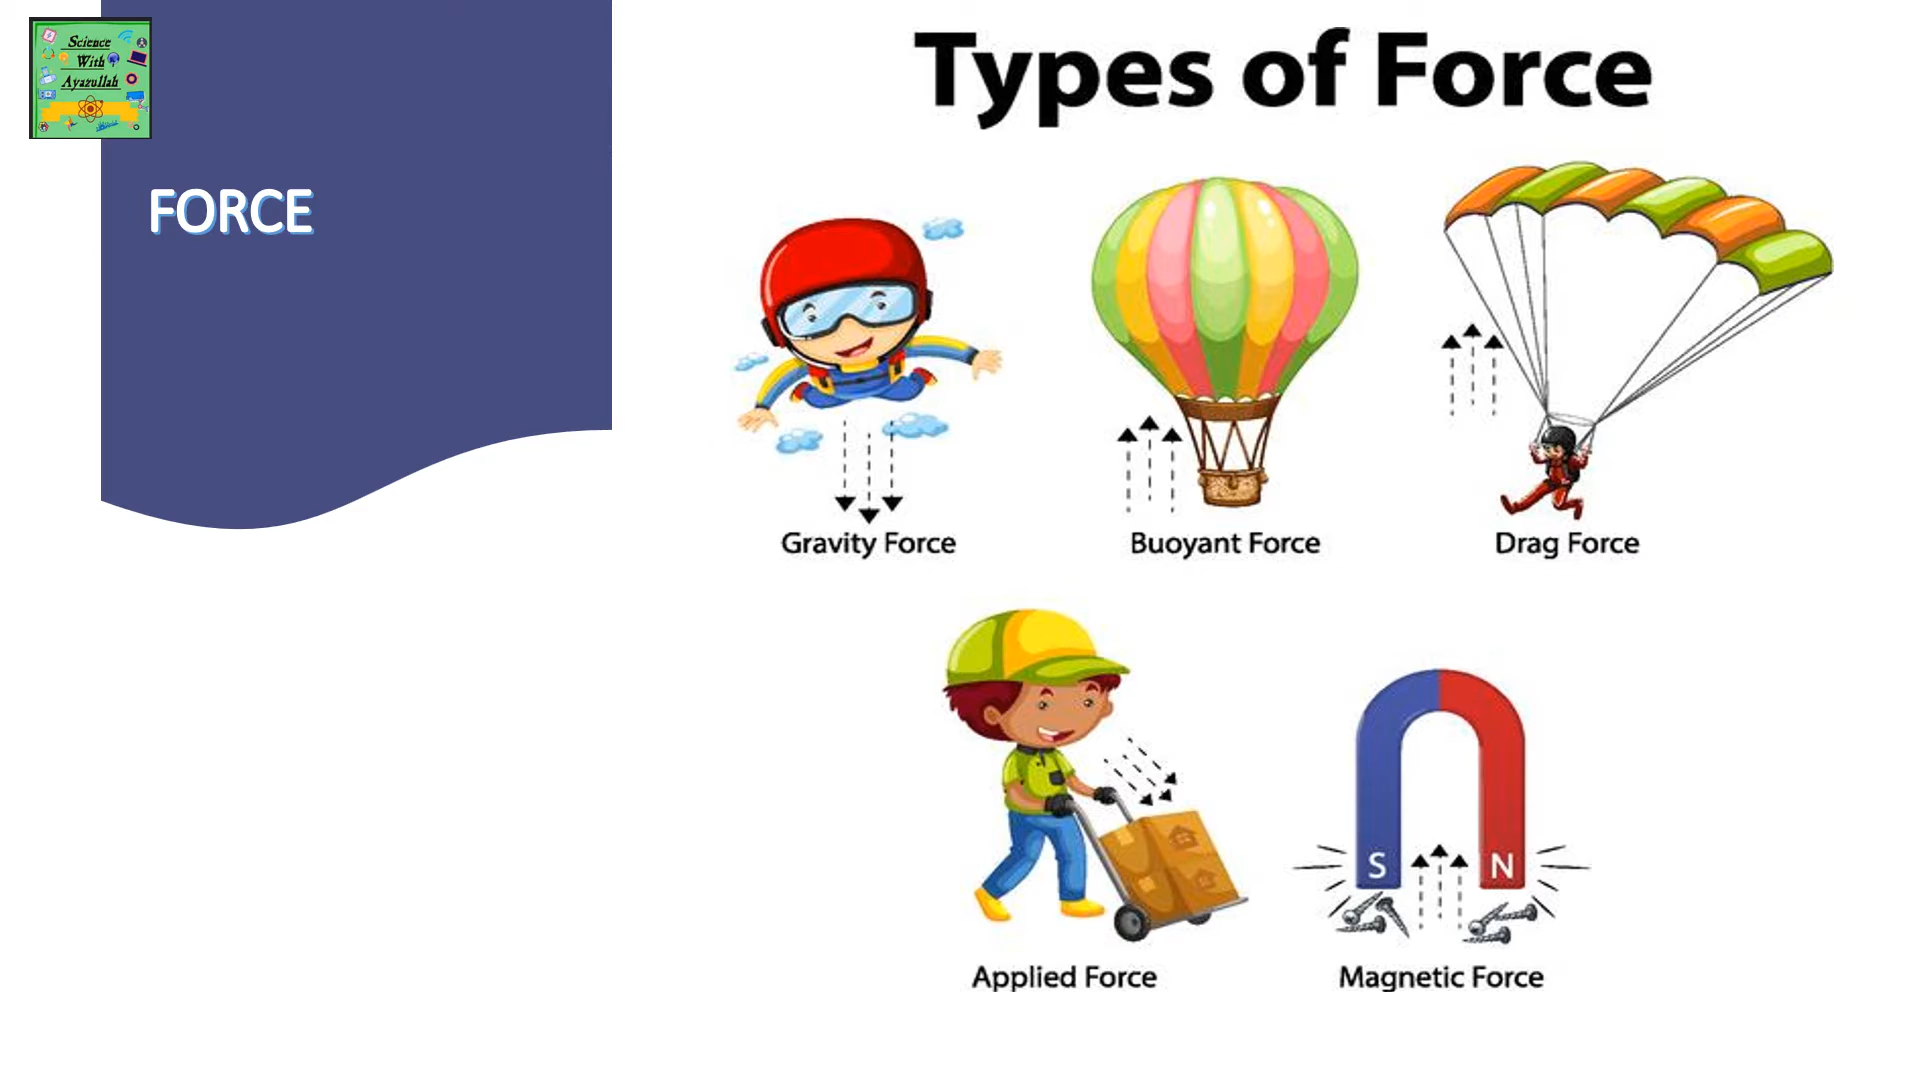 Science
With
Ayazullah
FORCE
Types of Force
Gravity Force
Buoyant Force
Drag Force
S
N
Applied Force
Magnetic Force